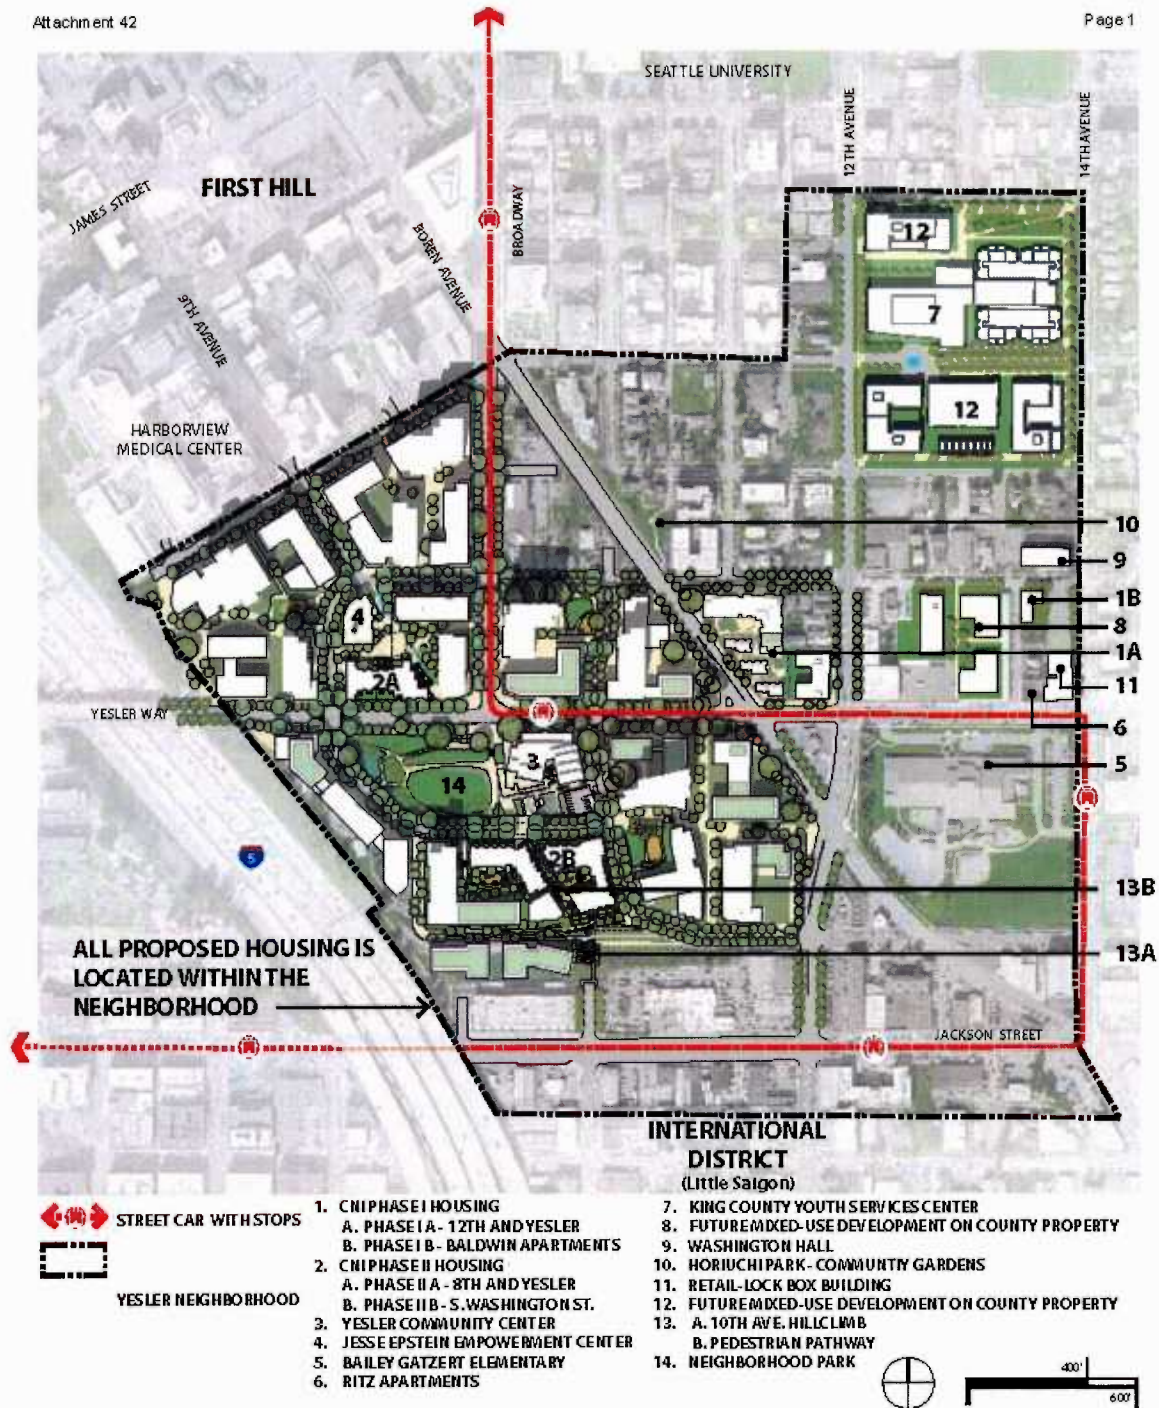 Attachment 42
Page 1
SEATTLE UNIVERSITY
12TH AVENUE
14TH AVENUE
FIRST HILL
JAMES STREET
BROADWAY
BOREN AVENUE
9TH AVENUE
12
7
12
HARBORVIEW
MEDICAL CENTER
10
9
1B
8
1A
11
6
5
4
2A
YESLER WAY
3
14
5
2B
13B
13A
ALL PROPOSED HOUSING IS
LOCATED WITHIN THE
NEIGHBORHOOD
JACKSON STREET
INTERNATIONAL
DISTRICT
(Little Saigon)
STREET CAR WITH STOPS
YESLER NEIGHBORHOOD
1. CNI PHASE I HOUSING
A. PHASE I A - 12TH AND YESLER
B. PHASE I B - BALDWIN APARTMENTS
2. CNI PHASE II HOUSING
A. PHASE II A - 8TH AND YESLER
B. PHASE II B - S. WASHINGTON ST.
3. YESLER COMMUNITY CENTER
4. JESSE EPSTEIN EMPOWERMENT CENTER
5. BAILEY GATZERT ELEMENTARY
6. RITZ APARTMENTS
7. KING COUNTY YOUTH SERVICES CENTER
8. FUTURE MIXED-USE DEVELOPMENT ON COUNTY PROPERTY
9. WASHINGTON HALL
10. HORIUCHI PARK - COMMUNTIY GARDENS
11. RETAIL-LOCK BOX BUILDING
12. FUTURE MIXED-USE DEVELOPMENT ON COUNTY PROPERTY
13. A. 10TH AVE. HILLCLIMB
B. PEDESTRIAN PATHWAY
14. NEIGHBORHOOD PARK
400'
600'